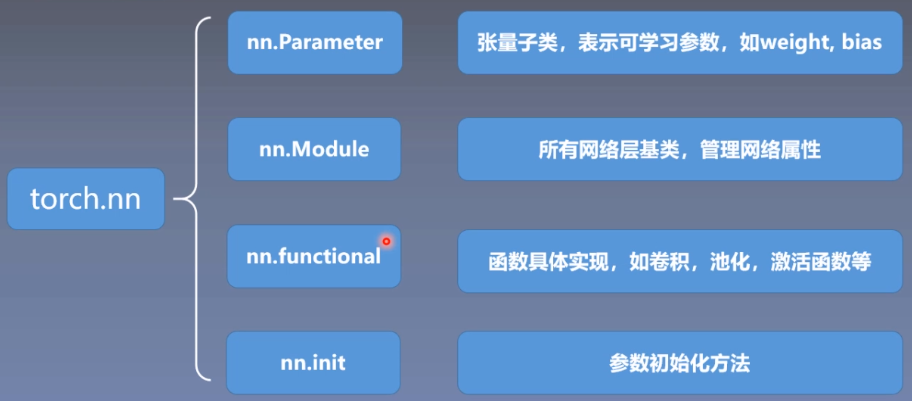 torch.nn
nn.Parameter
张量子类，表示可学习参数，如weight, bias
nn.Module
所有网络层基类，管理网络属性
nn.functional
函数具体实现，如卷积，池化，激活函数等
nn.init
参数初始化方法